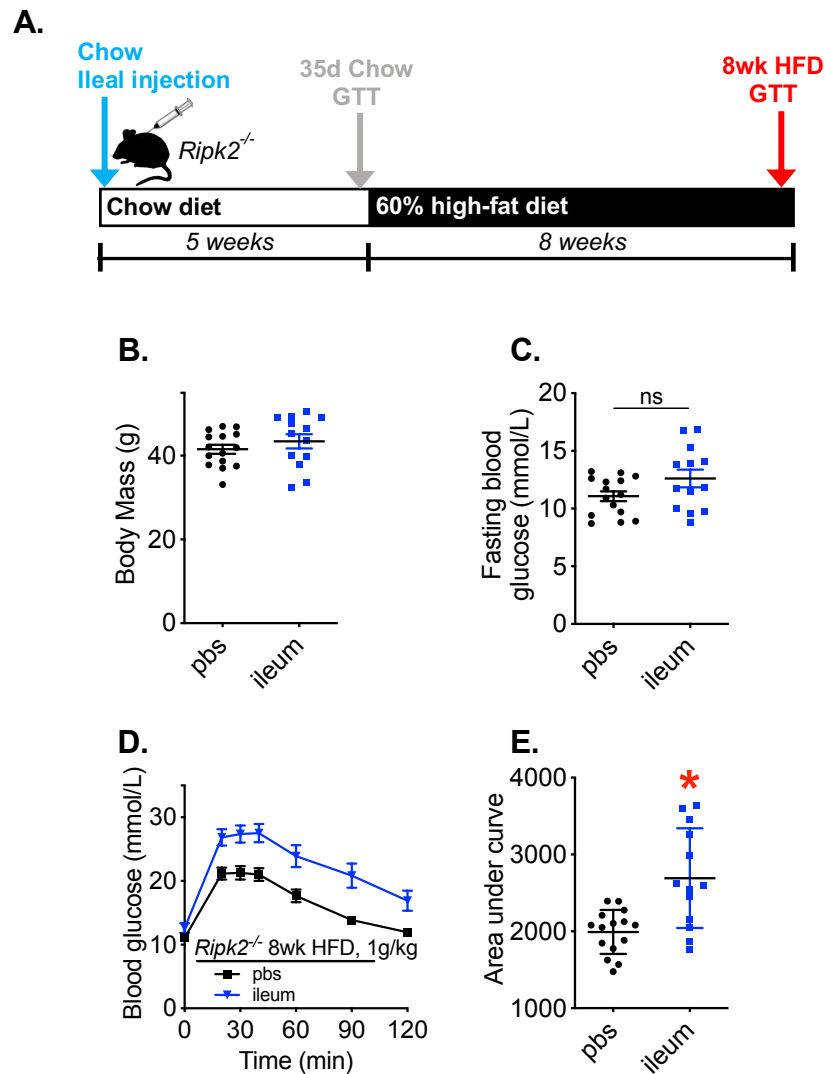 A.
Chow
Ileal injection
35d Chow
GTT
8wk HFD
GTT
Ripk2-/-
Chow diet
60% high-fat diet
5 weeks
8 weeks
B.
Body Mass (g)
40
20
0
pbs
ileum
C.
Fasting blood
glucose (mmol/L)
20
15
10
5
0
ns
pbs
ileum
D.
Blood glucose (mmol/L)
30
20
10
0
Ripk2-/- 8wk HFD, 1g/kg
pbs
ileum
0
30
60
90
120
Time (min)
E.
Area under curve
4000
3000
2000
1000
*
pbs
ileum